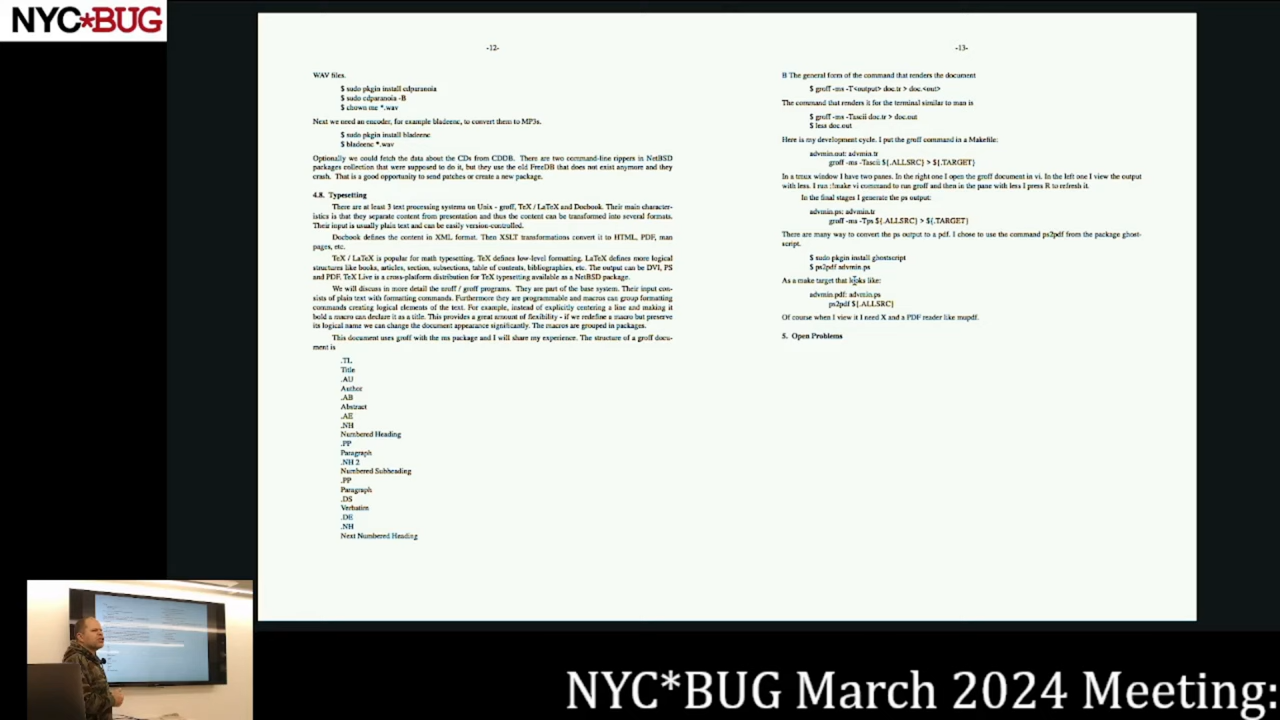 NYC*BUG
-12-
WAV files.
$ sudo pkgin install cdparanoia
$ sudo cdparanoia -B
$ chown me *.wav
Next we need an encoder, for example bladeenc, to convert them to MP3s.
$ sudo pkgin install bladeenc
$ bladeenc *.wav
Optionally we could fetch the data about the CDs from CDDB. There are two command-line rippers in NetBSD
packages collection that were supposed to do it, but they use the old FreeDB that does not exist anymore and they
crash. That is a good opportunity to send patches or create a new package.
4.8. Typesetting
There are at least 3 text processing systems on Unix - groff, TeX / LaTeX and Docbook. Their main character-
istics is that they separate content from presentation and thus the content can be transformed into several formats.
Their input is usually plain text and can be easily version-controlled.
Docbook defines the content in XML format. Then XSLT transformations convert it to HTML, PDF, man
pages, etc.
TeX / LaTeX is popular for math typesetting. TeX defines low-level formatting. LaTeX defines more logical
structures like books, articles, section, subsections, table of contents, bibliographies, etc. The output can be DVI, PS
and PDF. TeX Live is a cross-platform distribution for TeX typesetting available as a NetBSD package.
We will discuss in more detail the nroff / groff programs. They are part of the base system. Their input con-
sists of plain text with formatting commands. Furthermore they are programmable and macros can group formatting
commands creating logical elements of the text. For example, instead of explicitly centering a line and making it
bold a macro can declare it as a title. This provides a great amount of flexibility - if we redefine a macro but preserve
its logical name we can change the document appearance significantly. The macros are grouped in packages.
This document uses groff with the ms package and I will share my experience. The structure of a groff docu-
ment is
.TL
Title
.AU
Author
.AB
Abstract
.AE
.NH
Numbered Heading
.PP
Paragraph
.NH 2
Numbered Subheading
.PP
Paragraph
.DS
Verbatim
.DE
.NH
Next Numbered Heading
-13-
B The general form of the command that renders the document
$ groff -ms -T<output> doc.tr > doc.<out>
The command that renders it for the terminal similar to man is
$ groff -ms -Tascii doc.tr > doc.out
$ less doc.out
Here is my development cycle. I put the groff command in a Makefile:
advmin.out: advmin.tr
groff -ms -Tascii ${.ALLSRC} > ${.TARGET}
In a tmux window I have two panes. In the right one I open the groff document in vi. In the left one I view the output
with less. I run :!make vi command to run groff and then in the pane with less I press R to refresh it.
In the final stages I generate the ps output:
advmin.ps: advmin.tr
groff -ms -Tps ${.ALLSRC} > ${.TARGET}
There are many way to convert the ps output to a pdf. I chose to use the command ps2pdf from the package ghost-
script.
$ sudo pkgin install ghostscript
$ ps2pdf advmin.ps
As a make target that looks like:
advmin.pdf: advmin.ps
ps2pdf ${.ALLSRC}
Of course when I view it I need X and a PDF reader like mupdf.
5. Open Problems
NYC*BUG March 2024 Meeting: